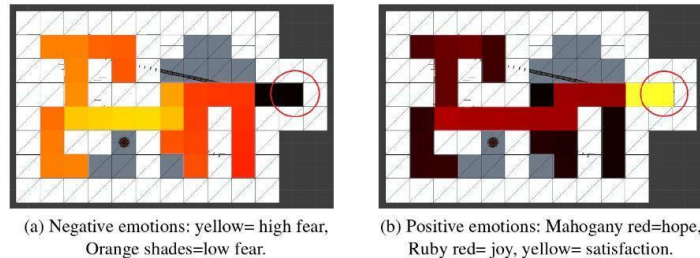 (a) Negative emotions: yellow= high fear,
Orange shades=low fear.
(b) Positive emotions: Mahogany red=hope,
Ruby red= joy, yellow= satisfaction.